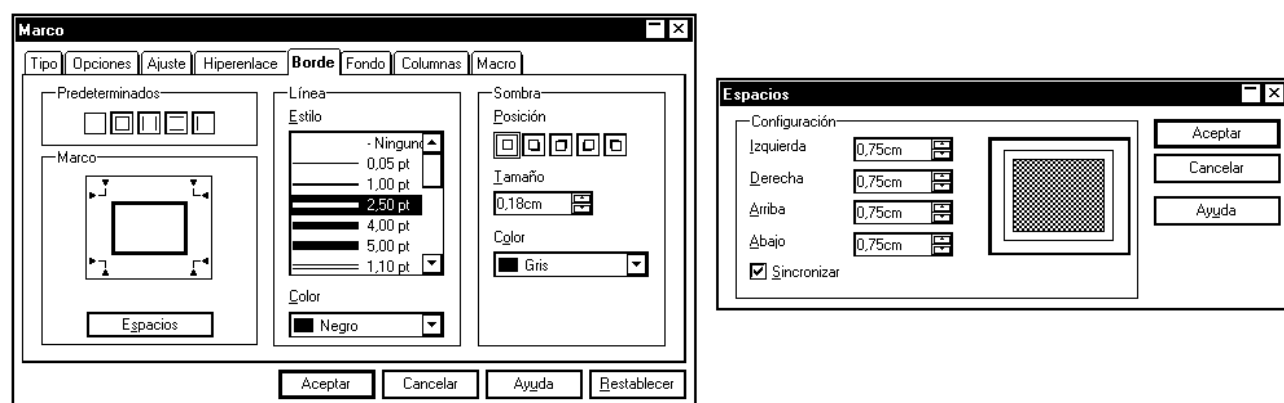 Marco
Tipo Opciones Ajuste Hiperenlace Borde Fondo Columnas Macro
Predeterminados
Marco
Espacios
Línea
Estilo
- Ninguno
0,05 pt
1,00 pt
2,50 pt
4,00 pt
5,00 pt
1,10 pt
Color
Negro
Sombra
Posición
Tamaño
0,18cm
Color
Gris
Aceptar Cancelar Ayuda Restablecer
Espacios
Configuración
Izquierda 0,75cm
Derecha 0,75cm
Arriba 0,75cm
Abajo 0,75cm
Sincronizar
Aceptar
Cancelar
Ayuda